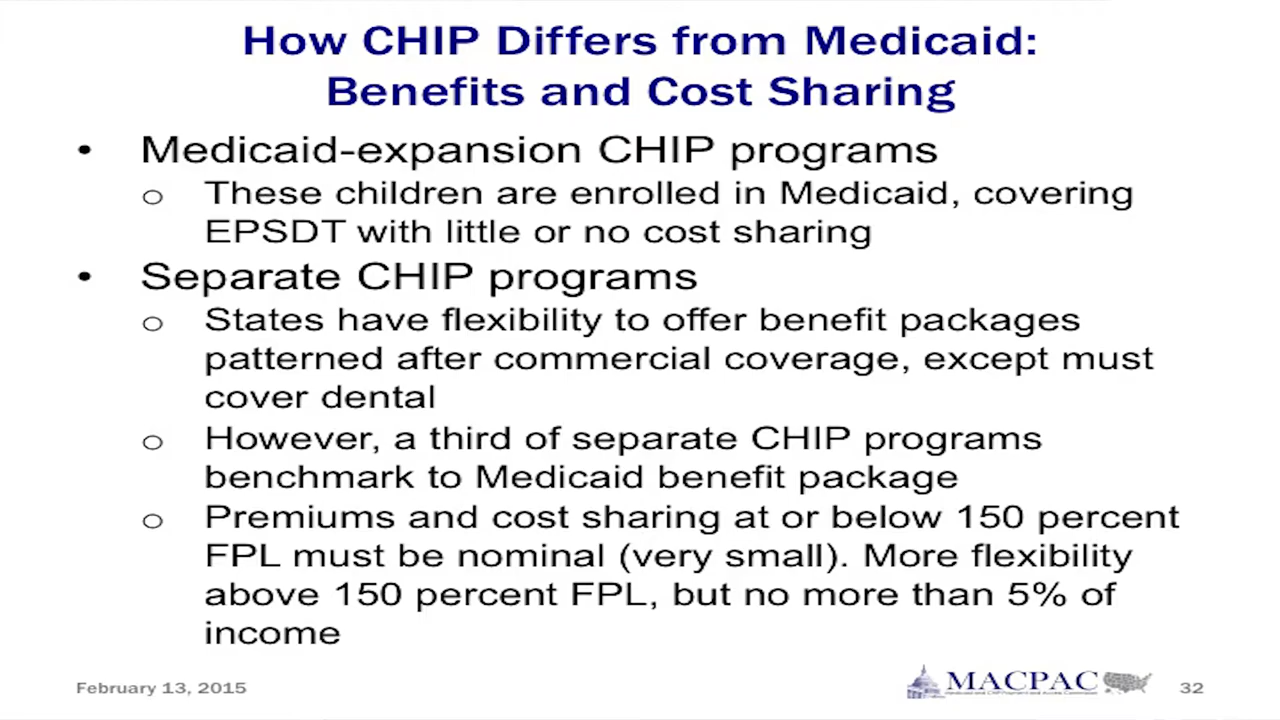 How CHIP Differs from Medicaid:
Benefits and Cost Sharing
• Medicaid-expansion CHIP programs
o These children are enrolled in Medicaid, covering
EPSDT with little or no cost sharing
• Separate CHIP programs
o States have flexibility to offer benefit packages
patterned after commercial coverage, except must
cover dental
o However, a third of separate CHIP programs
benchmark to Medicaid benefit package
o Premiums and cost sharing at or below 150 percent
FPL must be nominal (very small). More flexibility
above 150 percent FPL, but no more than 5% of
income
February 13, 2015
MACPAC
32